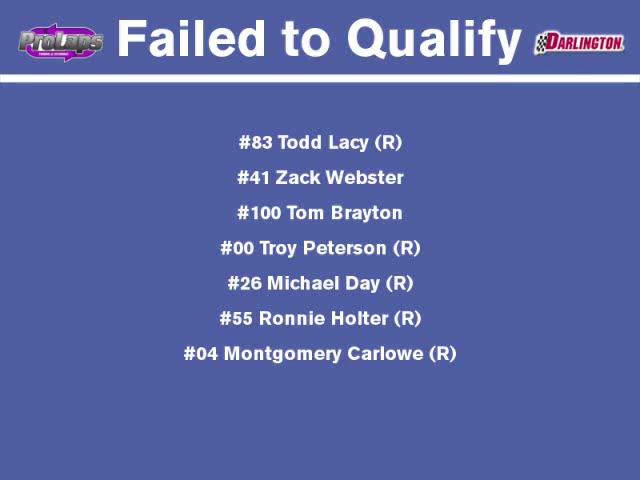 ProLaps Failed to Qualify DARLINGTON
#83 Todd Lacy (R)
#41 Zack Webster
#100 Tom Brayton
#00 Troy Peterson (R)
#26 Michael Day (R)
#55 Ronnie Holter (R)
#04 Montgomery Carlowe (R)